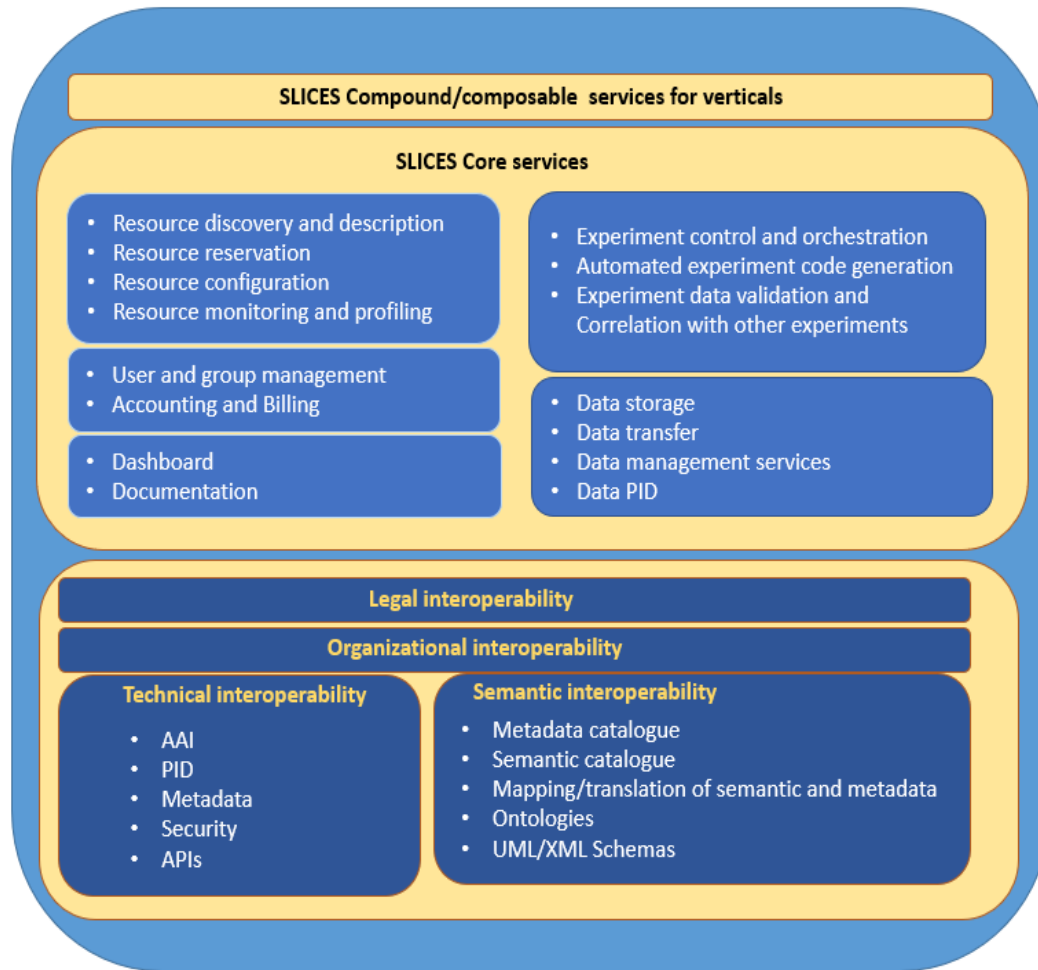 SLICES Compound/composable services for verticals
SLICES Core services
• Resource discovery and description
• Resource reservation
• Resource configuration
• Resource monitoring and profiling
• User and group management
• Accounting and Billing
• Dashboard
• Documentation
• Experiment control and orchestration
• Automated experiment code generation
• Experiment data validation and
Correlation with other experiments
• Data storage
• Data transfer
• Data management services
• Data PID
Legal interoperability
Organizational interoperability
Technical interoperability
• AAI
• PID
• Metadata
• Security
• APIs
Semantic interoperability
• Metadata catalogue
• Semantic catalogue
• Mapping/translation of semantic and metadata
• Ontologies
• UML/XML Schemas